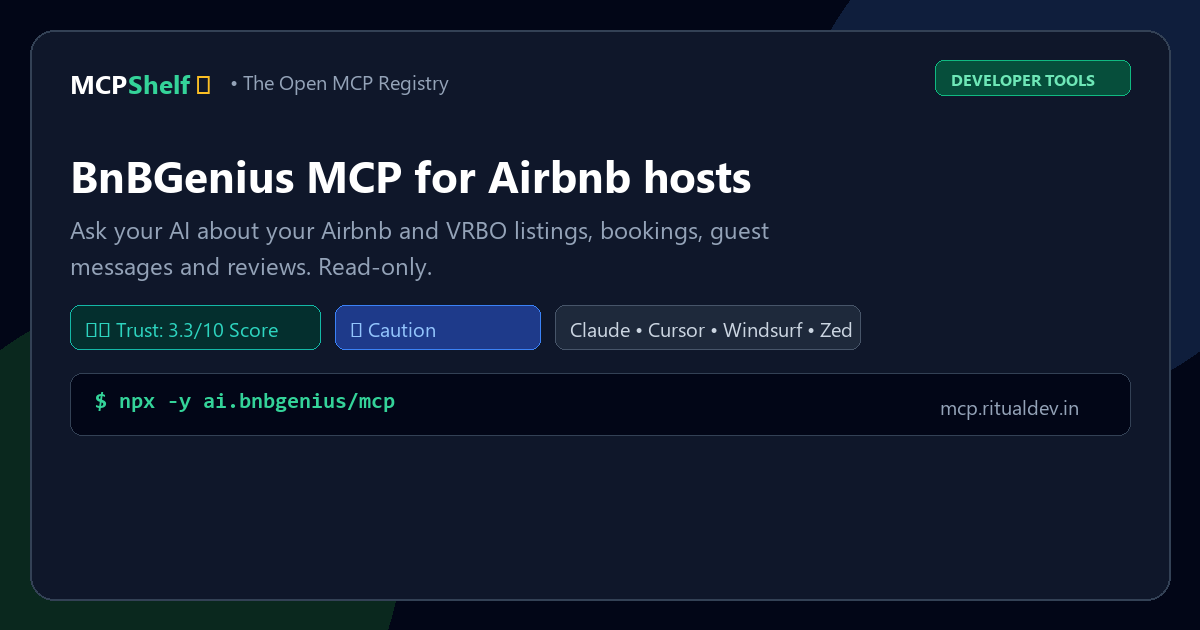 MCPShelf • The Open MCP Registry
DEVELOPER TOOLS
BnBGenius MCP for Airbnb hosts
Ask your AI about your Airbnb and VRBO listings, bookings, guest
messages and reviews. Read-only.
Trust: 3.3/10 Score
Caution
Claude • Cursor • Windsurf • Zed
$ npx -y ai.bnbgenius/mcp
mcp.ritualdev.in